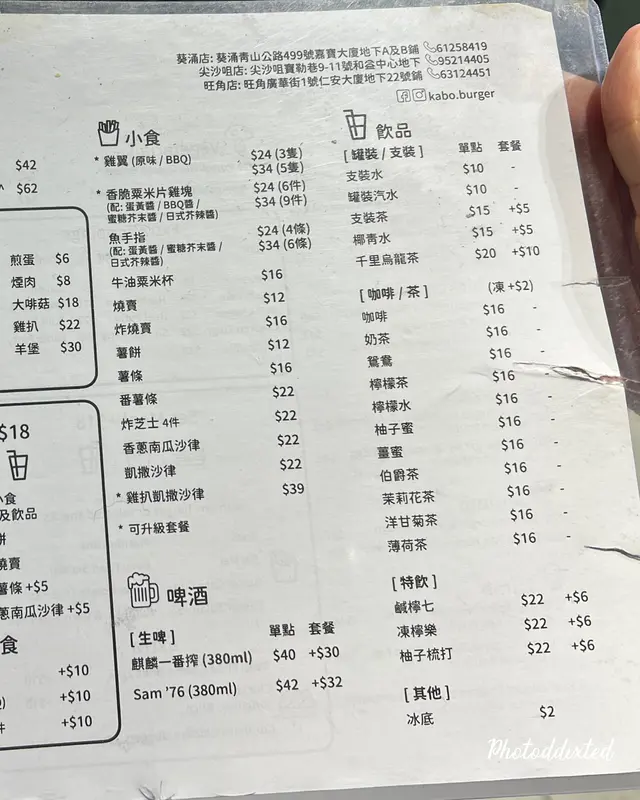 葵涌店: 葵涌青山公路499號嘉寶大廈地下A及B鋪 61258419
尖沙咀店: 尖沙咀寶勒巷9-11號和益中心地下 95214405
旺角店: 旺角廣華街1號仁安大廈地下22號鋪 63124451
kabo.burger
$42
$62
煎蛋 $6
煙肉 $8
大啡菇 $18
雞扒 $22
羊堡 $30
$18
小食
及飲品
餅
燒賣
薯條 +$5
蔥南瓜沙律 +$5
食
+$10
+$10
件 +$10
小食
* 雞翼 (原味 / BBQ) $24 (3隻)
$34 (5隻)
* 香脆粟米片雞塊 $24 (6件)
(配: 蛋黃醬 / BBQ醬 / $34 (9件)
蜜糖芥末醬 / 日式芥辣醬)
魚手指 $24 (4條)
(配: 蛋黃醬 / 蜜糖芥末醬 / $34 (6條)
日式芥辣醬)
牛油粟米杯 $16
燒賣 $12
炸燒賣 $16
薯餅 $12
薯條 $16
番薯條 $22
炸芝士 4件 $22
香蔥南瓜沙律 $22
凱撒沙律 $22
* 雞扒凱撒沙律 $39
* 可升級套餐
啤酒
[ 生啤 ] 單點 套餐
麒麟一番搾 (380ml) $40 +$30
Sam '76 (380ml) $42 +$32
飲品
[ 罐裝 / 支裝 ] 單點 套餐
支裝水 $10 -
罐裝汽水 $10 -
支裝茶 $15 +$5
椰青水 $15 +$5
千里烏龍茶 $20 +$10
[ 咖啡 / 茶 ] (凍 +$2)
咖啡 $16 -
奶茶 $16 -
鴛鴦 $16 -
檸檬茶 $16 -
檸檬水 $16 -
柚子蜜 $16 -
薑蜜 $16 -
伯爵茶 $16 -
茉莉花茶 $16 -
洋甘菊茶 $16 -
薄荷茶 $16 -
[ 特飲 ]
鹹檸七 $22 +$6
凍檸樂 $22 +$6
柚子梳打 $22 +$6
[ 其他 ]
冰底 $2
Photoddicted